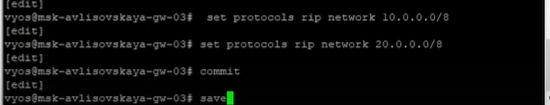 [edit]
vyos@msk-avlisovskaya-gw-03#  set protocols rip network 10.0.0.0/8
[edit]
vyos@msk-avlisovskaya-gw-03# set protocols rip network 20.0.0.0/8
[edit]
vyos@msk-avlisovskaya-gw-03# commit
[edit]
vyos@msk-avlisovskaya-gw-03# save